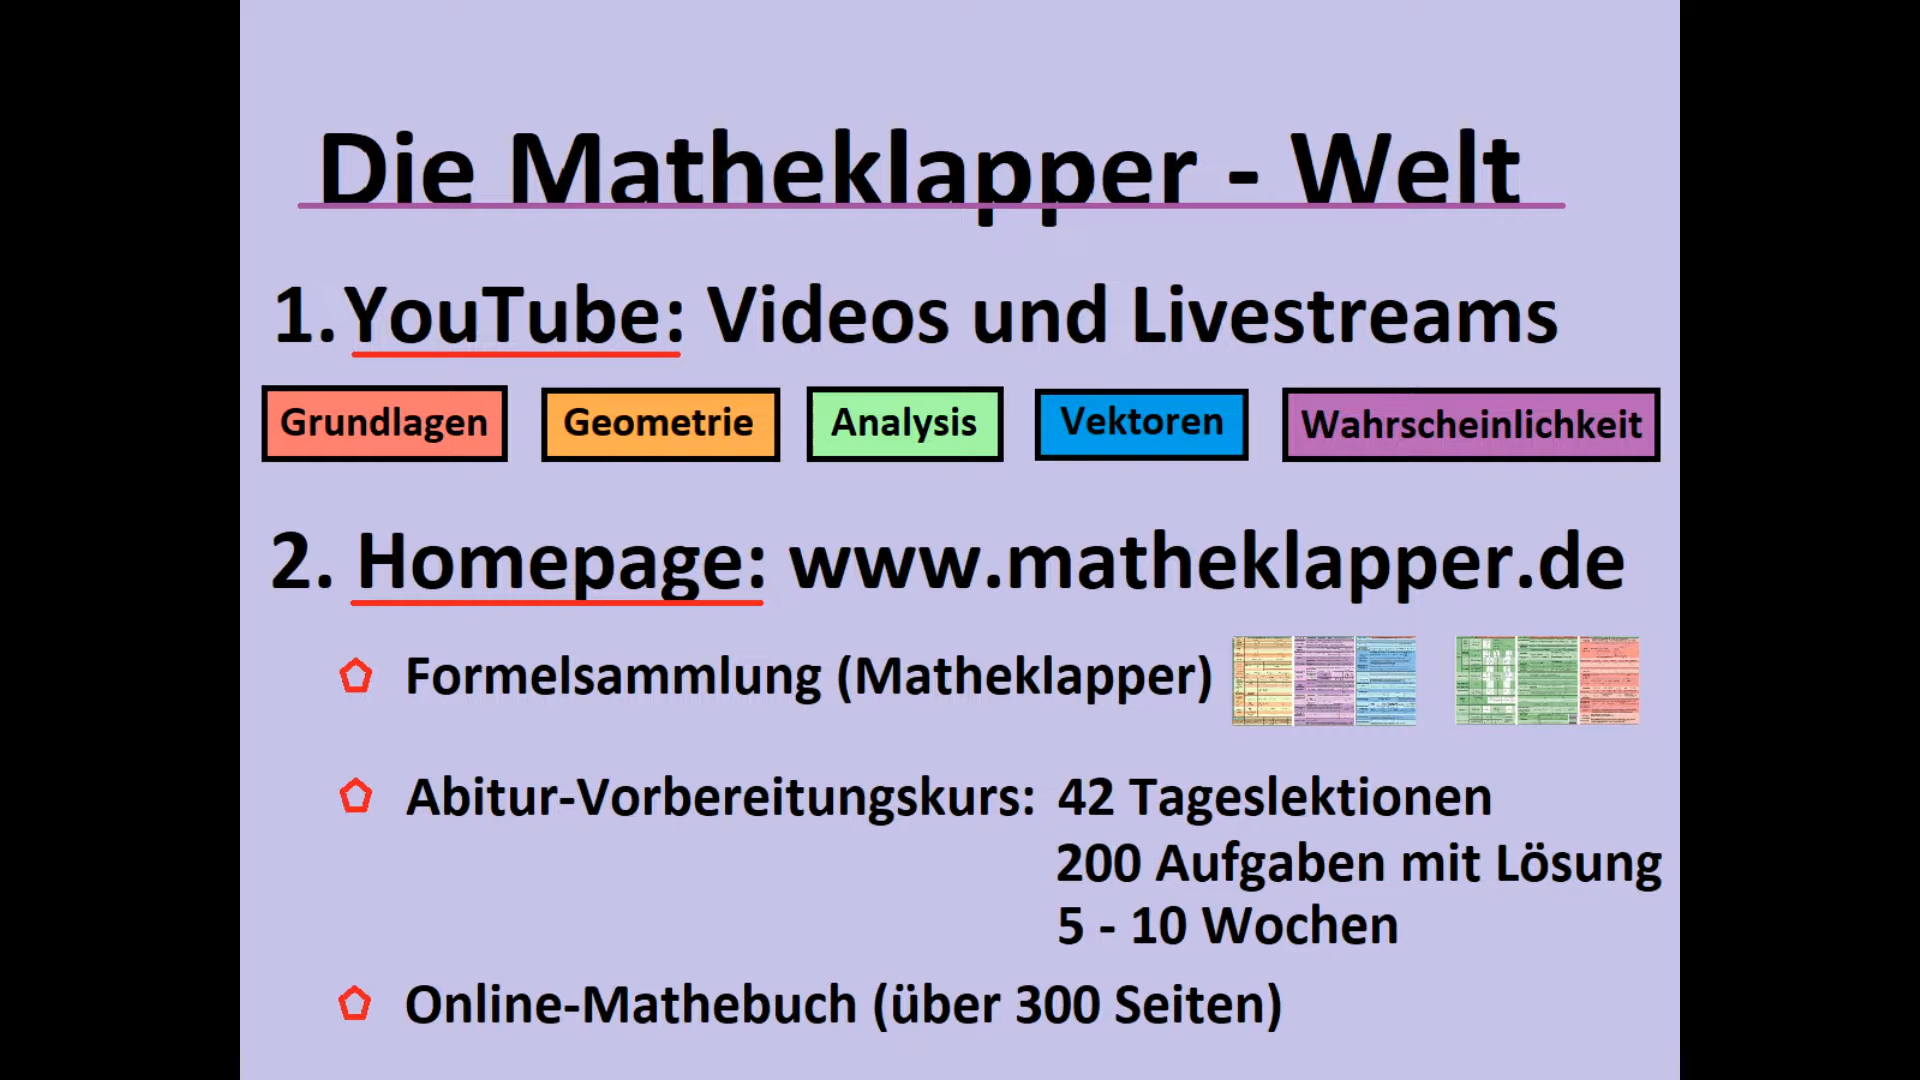 Die Matheklapper - Welt
1. YouTube: Videos und Livestreams
Grundlagen Geometrie Analysis Vektoren Wahrscheinlichkeit
2. Homepage: www.matheklapper.de
Formelsammlung (Matheklapper)
Abitur-Vorbereitungskurs: 42 Tageslektionen
200 Aufgaben mit Lösung
5 - 10 Wochen
Online-Mathebuch (über 300 Seiten)